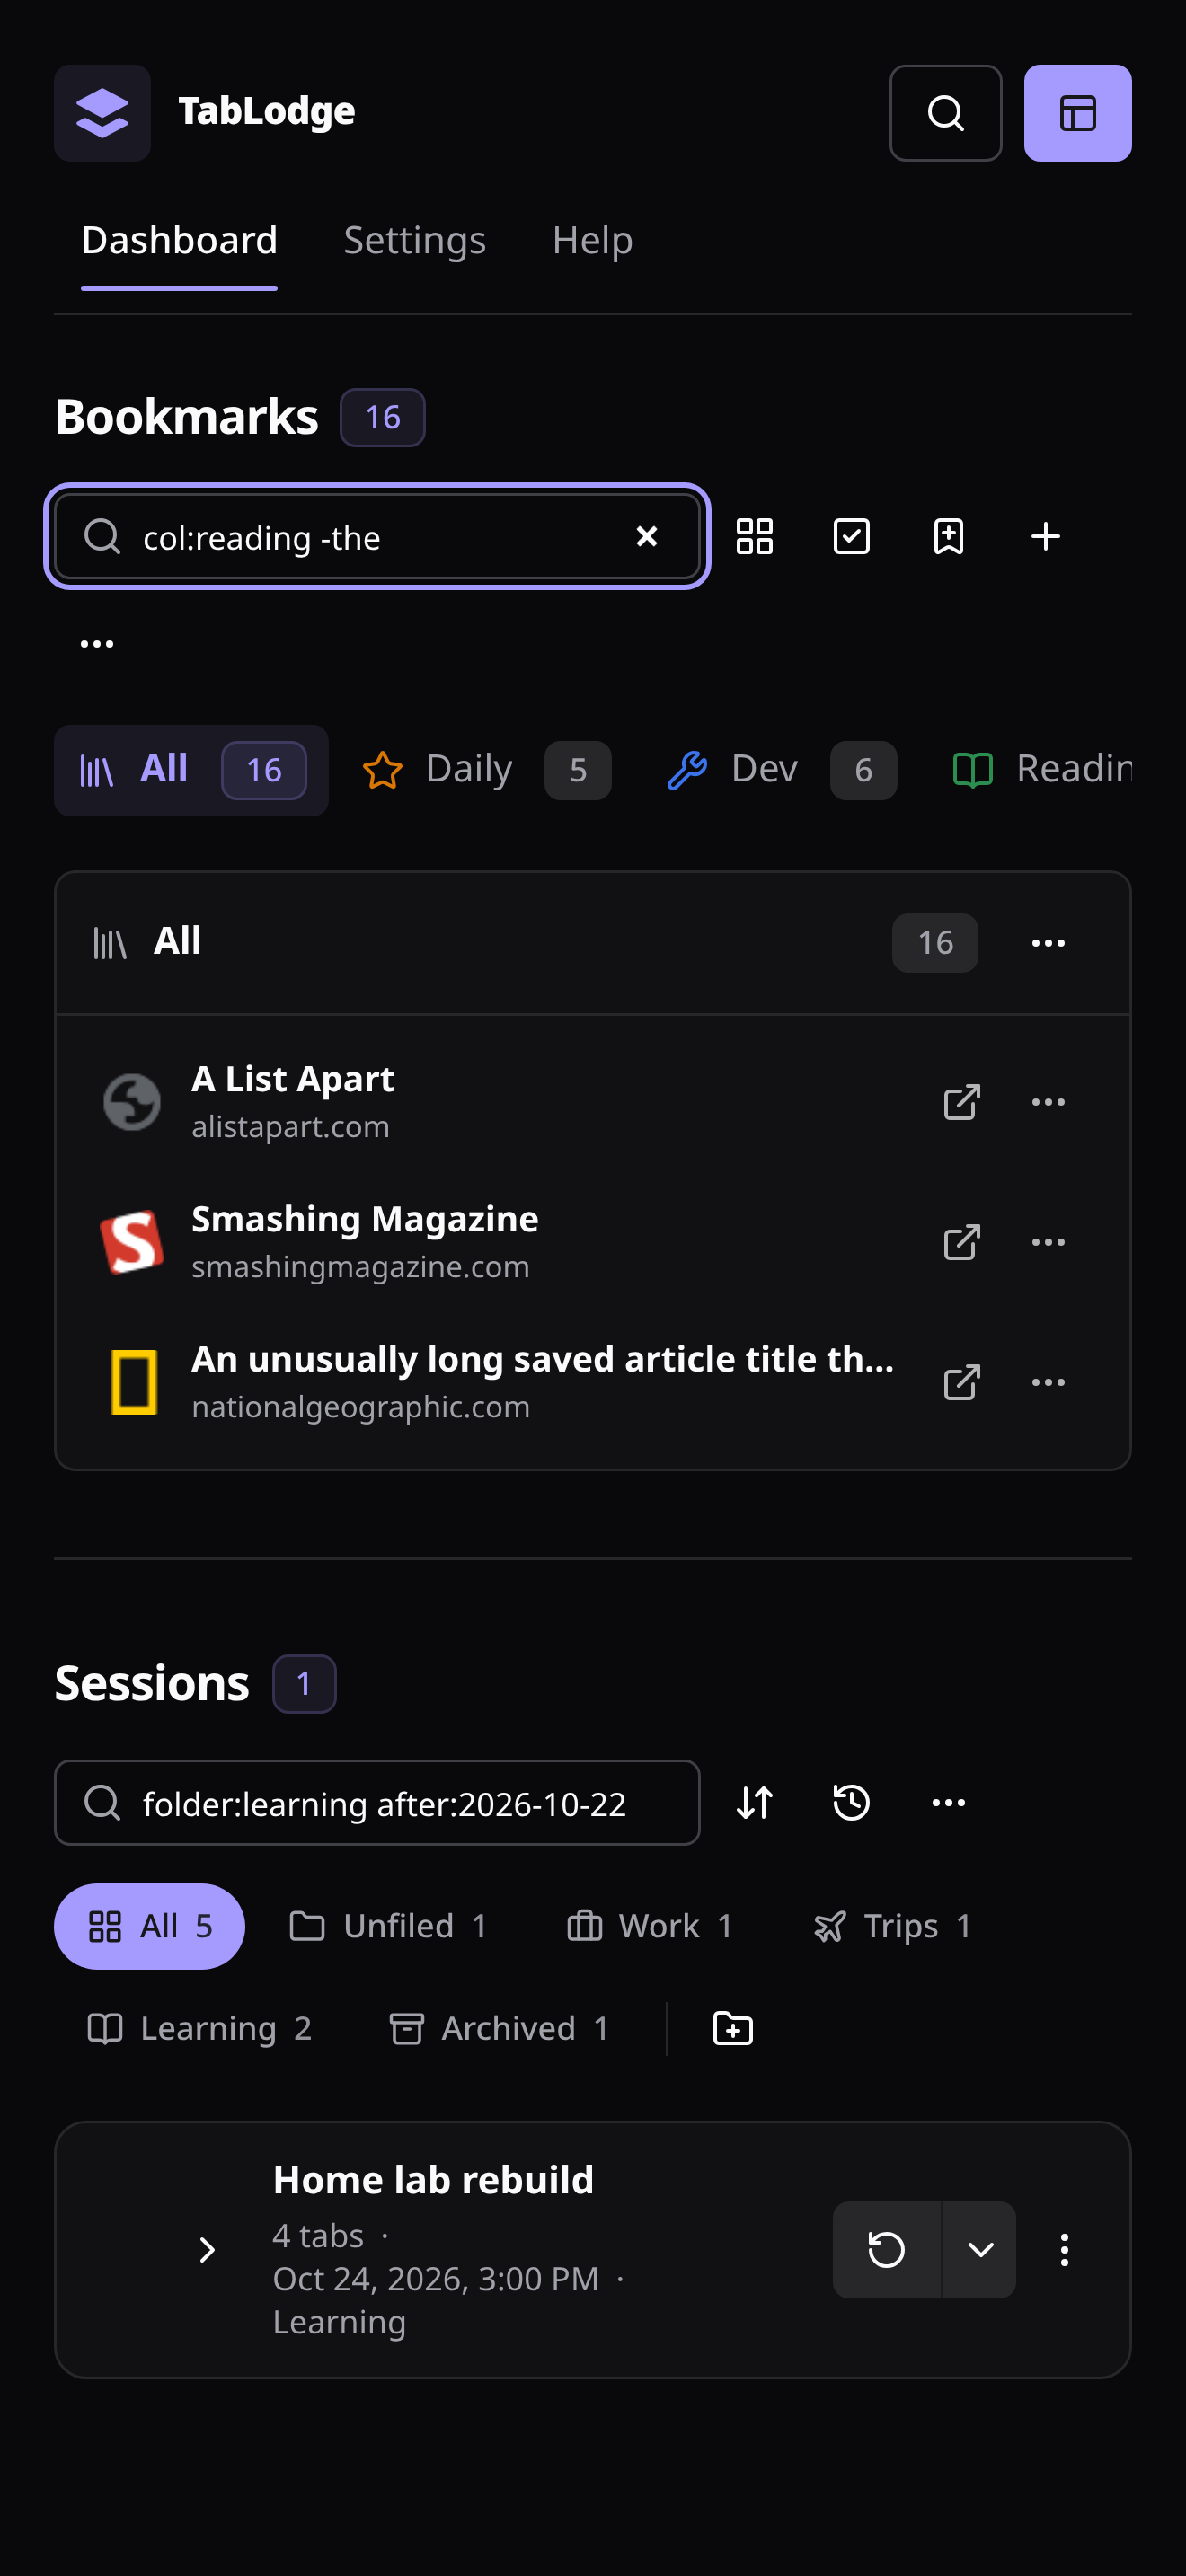 TabLodge
Dashboard Settings Help
Bookmarks 16
col:reading -the
All 16 Daily 5 Dev 6 Readin
All 16
A List Apart
alistapart.com
Smashing Magazine
smashingmagazine.com
An unusually long saved article title th...
nationalgeographic.com
Sessions 1
folder:learning after:2026-10-22
All 5 Unfiled 1 Work 1 Trips 1
Learning 2 Archived 1
Home lab rebuild
4 tabs ·
Oct 24, 2026, 3:00 PM ·
Learning